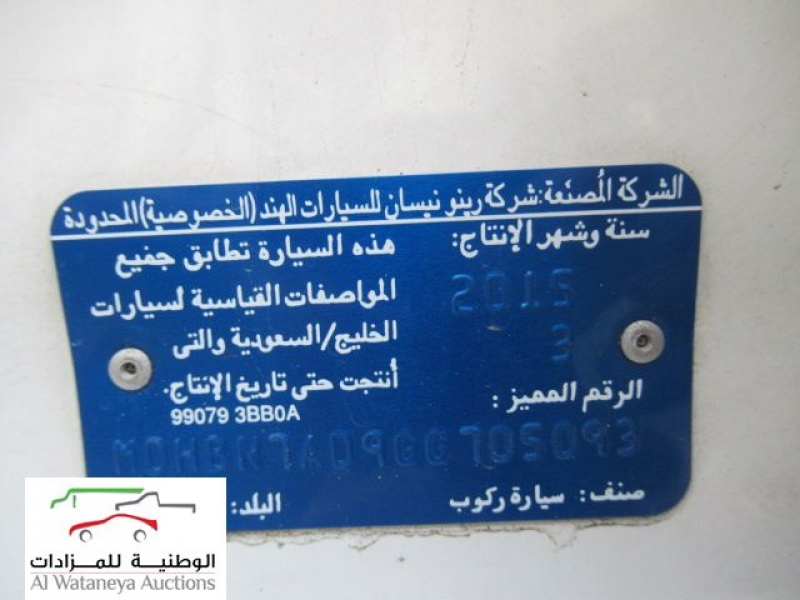 الشركة المُصنّعة: شركة رينو نيسان للسيارات الهند (الخصوصية) المحدودة
سنة وشهر الإنتاج:
2015
3
الرقم المميز:
صنف: سيارة ركوب
هذه السيارة تطابق جميع
المواصفات القياسية لسيارات
الخليج/السعودية والتى
أنتجت حتى تاريخ الإنتاج.
99079 3BB0A
البلد:
الوطنية للمزادات
Al Wataneya Auctions